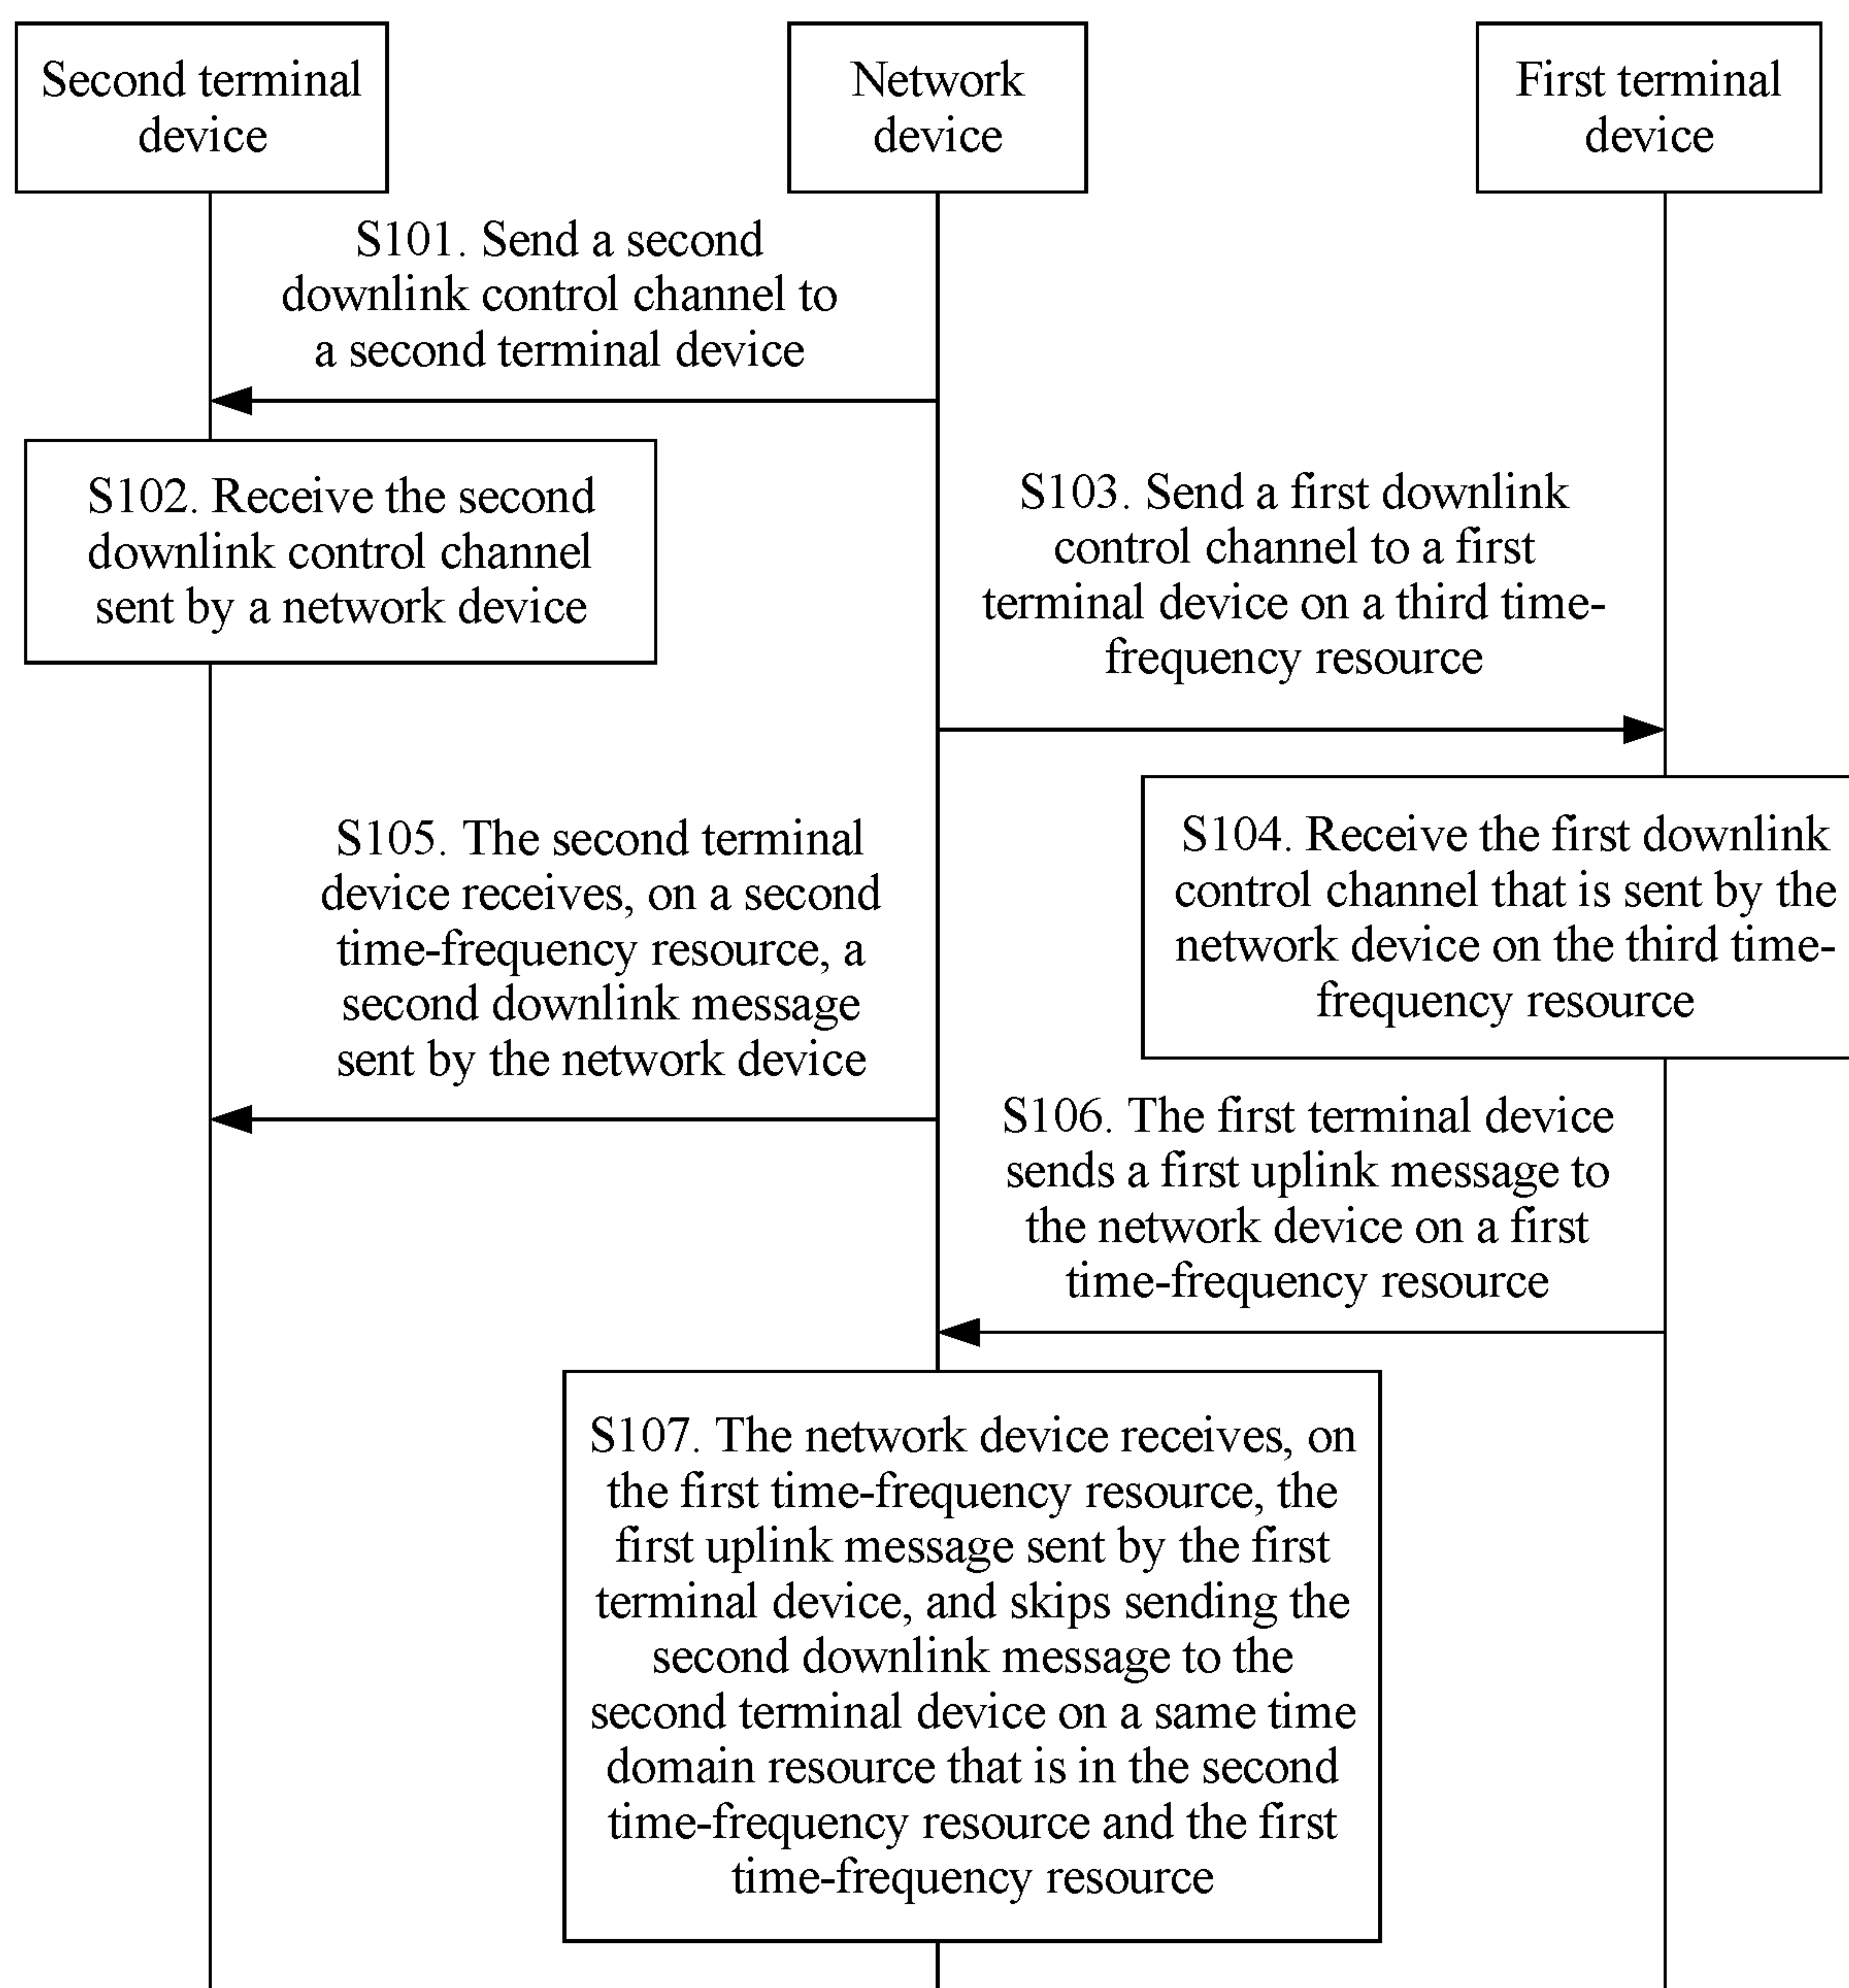 Second terminal
device
Network
device
First terminal
device
S101. Send a second
downlink control channel to
a second terminal device
S102. Receive the second
downlink control channel
sent by a network device
S103. Send a first downlink
control channel to a first
terminal device on a third time-
frequency resource
S104. Receive the first downlink
control channel that is sent by the
network device on the third time-
frequency resource
S105. The second terminal
device receives, on a second
time-frequency resource, a
second downlink message
sent by the network device
S106. The first terminal device
sends a first uplink message to
the network device on a first
time-frequency resource
S107. The network device receives, on
the first time-frequency resource, the
first uplink message sent by the first
terminal device, and skips sending the
second downlink message to the
second terminal device on a same time
domain resource that is in the second
time-frequency resource and the first
time-frequency resource